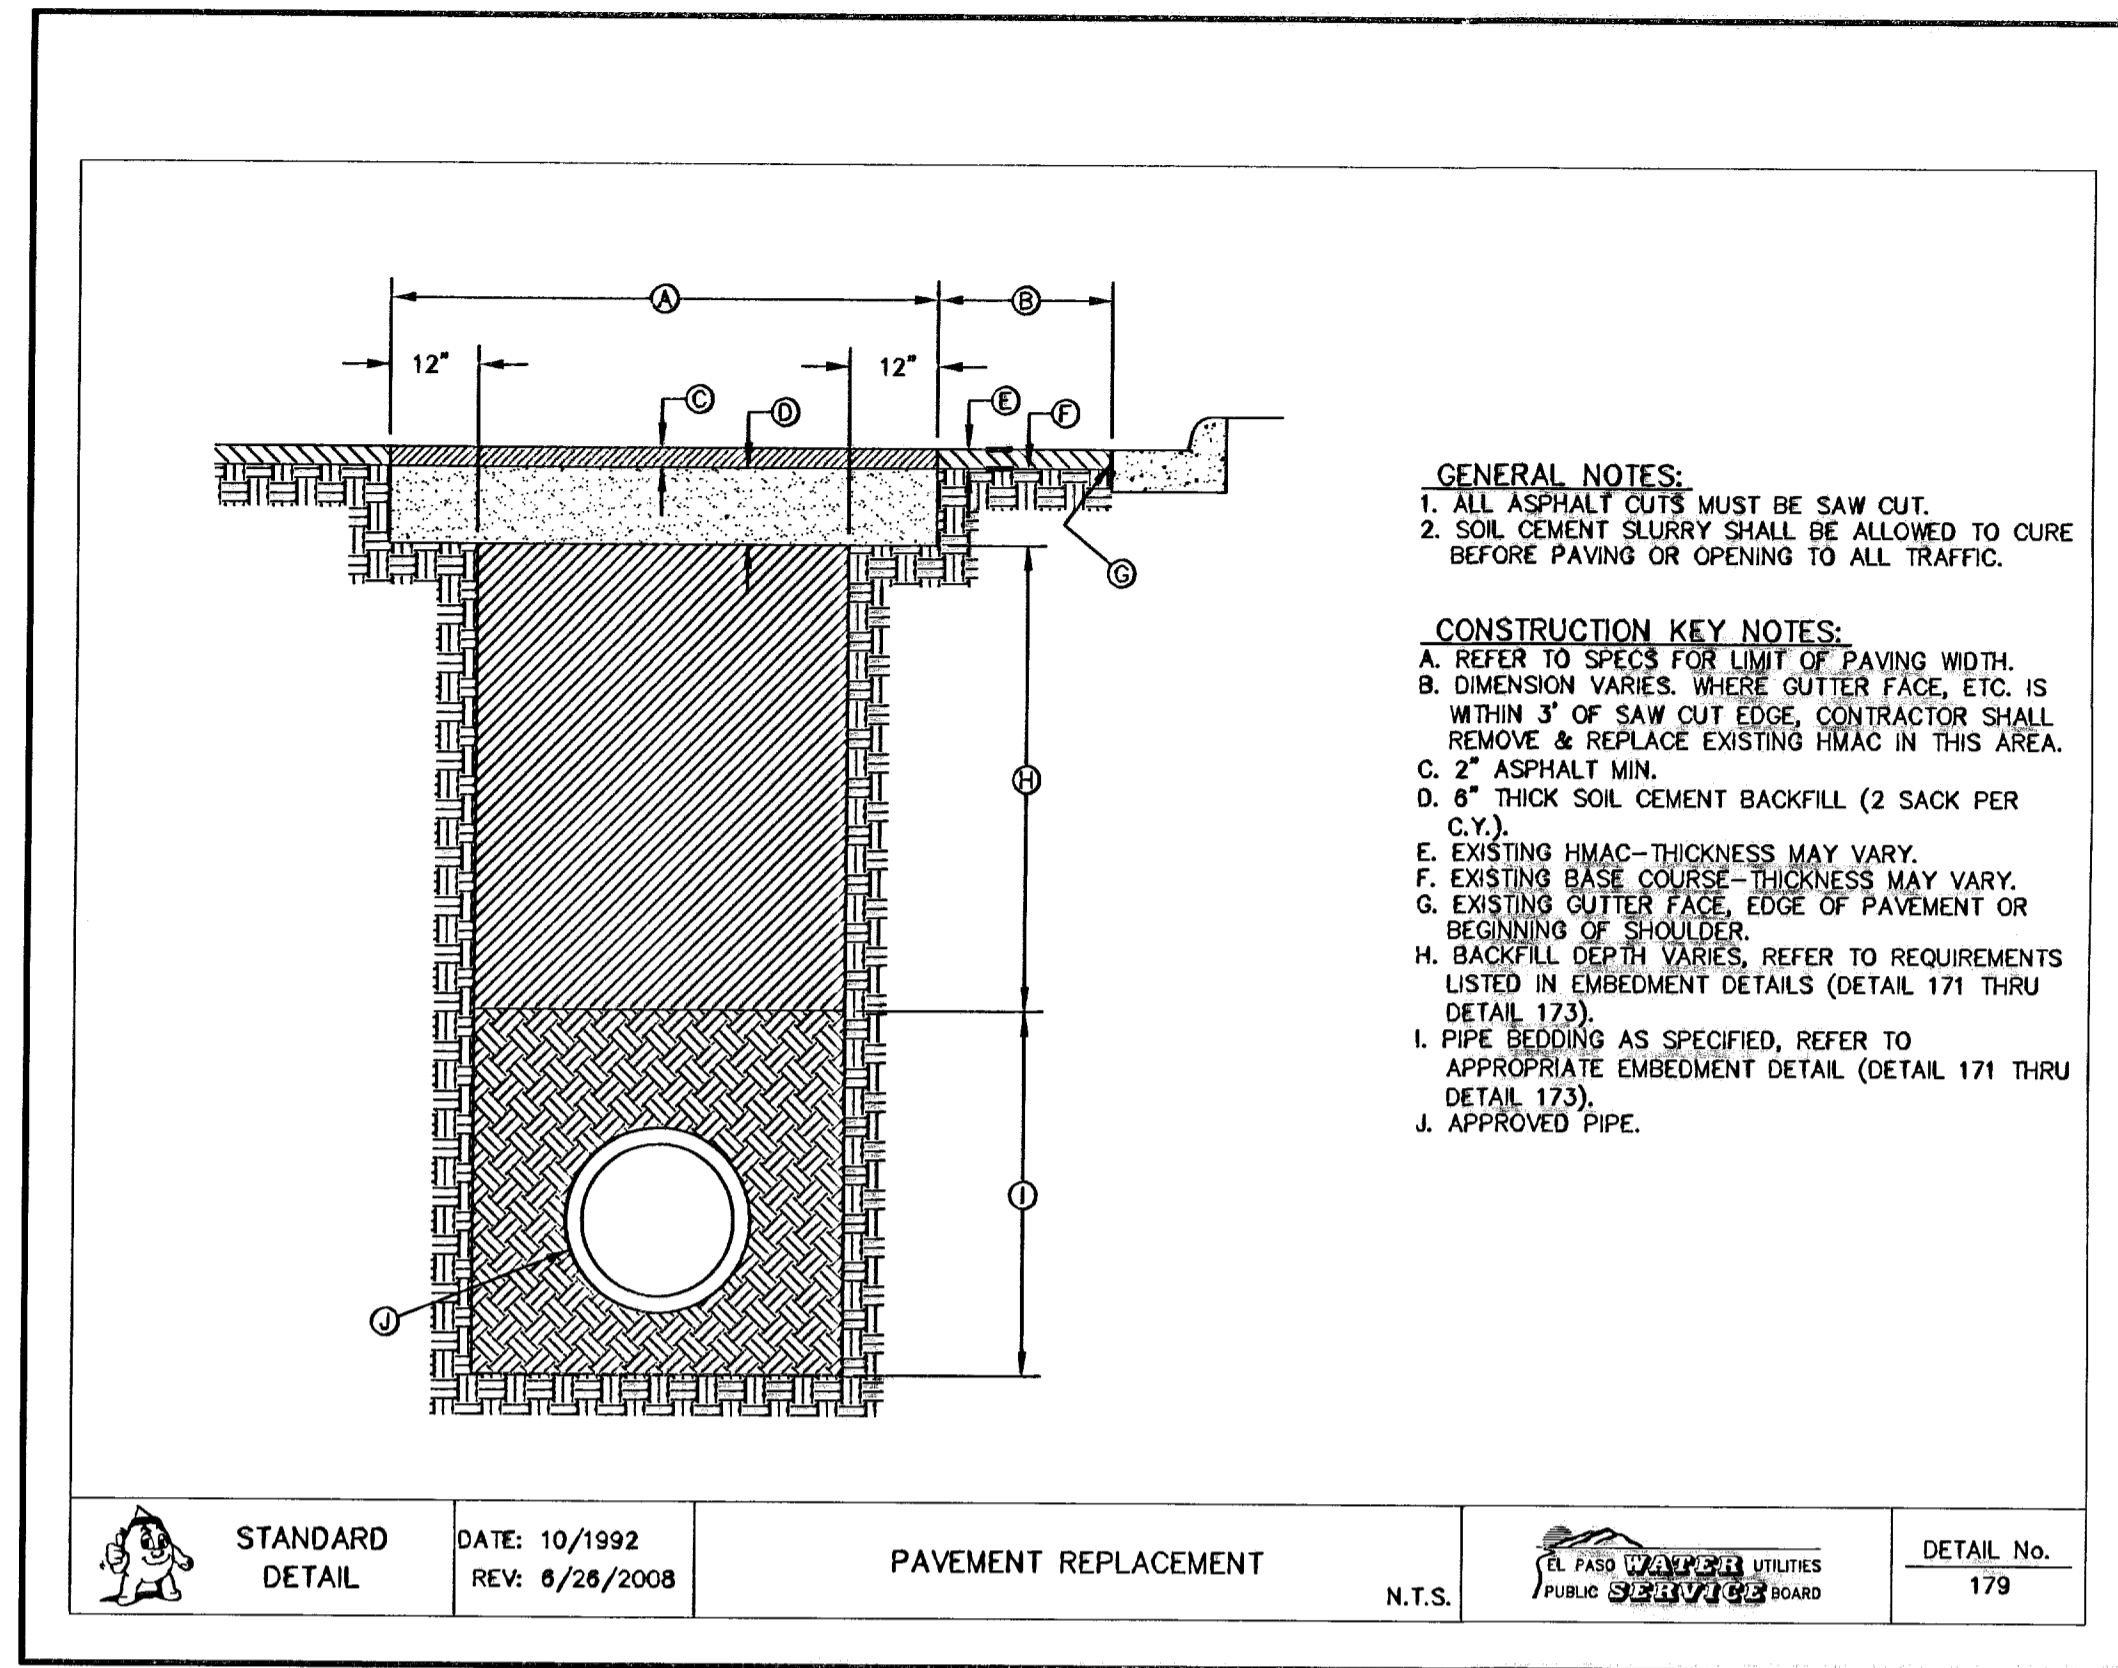 A
B
12"
12"
C
D
E
F
G
H
I
J
GENERAL NOTES:
1. ALL ASPHALT CUTS MUST BE SAW CUT.
2. SOIL CEMENT SLURRY SHALL BE ALLOWED TO CURE
BEFORE PAVING OR OPENING TO ALL TRAFFIC.
CONSTRUCTION KEY NOTES:
A. REFER TO SPECS FOR LIMIT OF PAVING WIDTH.
B. DIMENSION VARIES. WHERE GUTTER FACE, ETC. IS
WITHIN 3' OF SAW CUT EDGE, CONTRACTOR SHALL
REMOVE & REPLACE EXISTING HMAC IN THIS AREA.
C. 2" ASPHALT MIN.
D. 6" THICK SOIL CEMENT BACKFILL (2 SACK PER
C.Y.).
E. EXISTING HMAC-THICKNESS MAY VARY.
F. EXISTING BASE COURSE-THICKNESS MAY VARY.
G. EXISTING GUTTER FACE, EDGE OF PAVEMENT OR
BEGINNING OF SHOULDER.
H. BACKFILL DEPTH VARIES, REFER TO REQUIREMENTS
LISTED IN EMBEDMENT DETAILS (DETAIL 171 THRU
DETAIL 173).
I. PIPE BEDDING AS SPECIFIED, REFER TO
APPROPRIATE EMBEDMENT DETAIL (DETAIL 171 THRU
DETAIL 173).
J. APPROVED PIPE.
STANDARD
DETAIL
DATE: 10/1992
REV: 6/26/2008
PAVEMENT REPLACEMENT
N.T.S.
EL PASO WATER UTILITIES
PUBLIC SERVICE BOARD
DETAIL No.
179